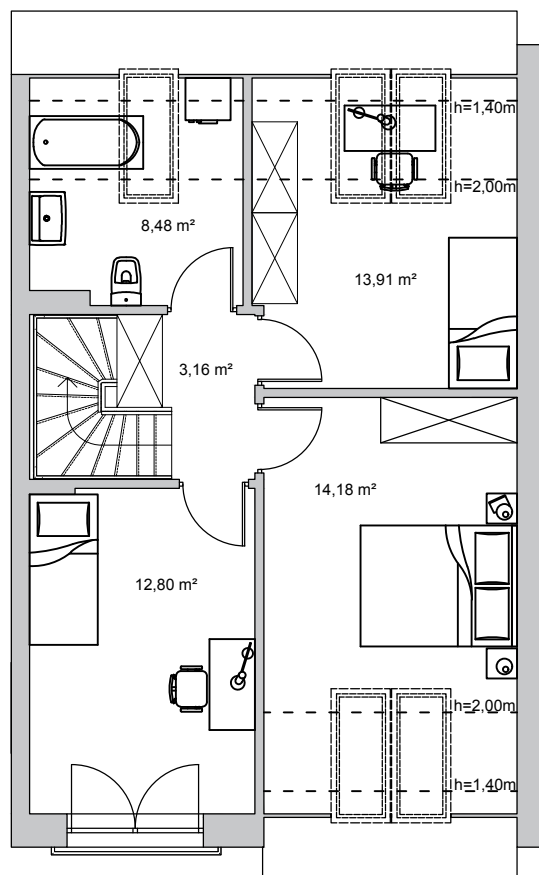 h=1,40m
h=2,00m
8,48 m²
13,91 m²
3,16 m²
14,18 m²
12,80 m²
h=2,00m
h=1,40m